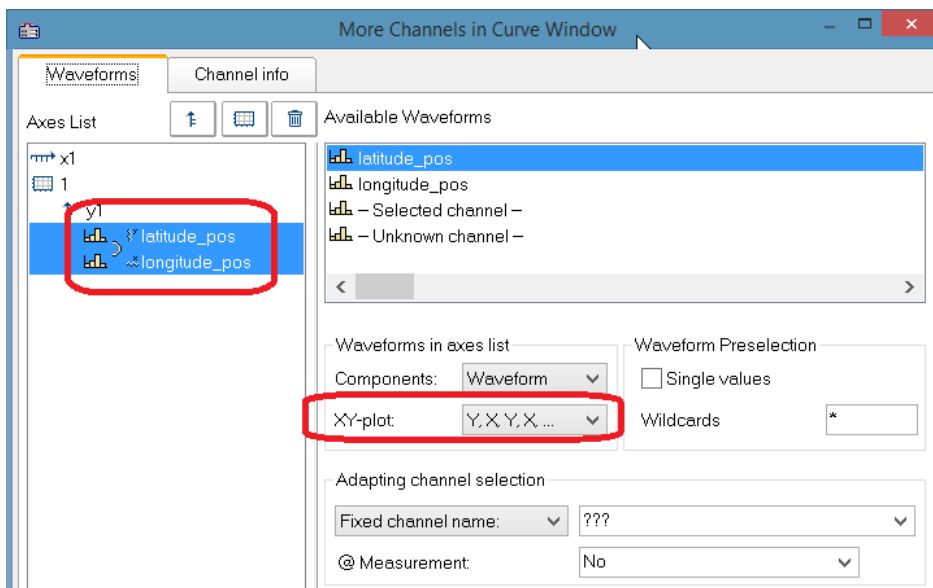 More Channels in Curve Window
Waveforms
Channel info
Axes List
Available Waveforms
x1
1
y1
latitude_pos
longitude_pos
latitude_pos
longitude_pos
– Selected channel –
– Unknown channel –
Waveforms in axes list
Components: Waveform
XY-plot: Y, X, Y, X, ...
Waveform Preselection
Single values
Wildcards *
Adapting channel selection
Fixed channel name: ???
@ Measurement: No